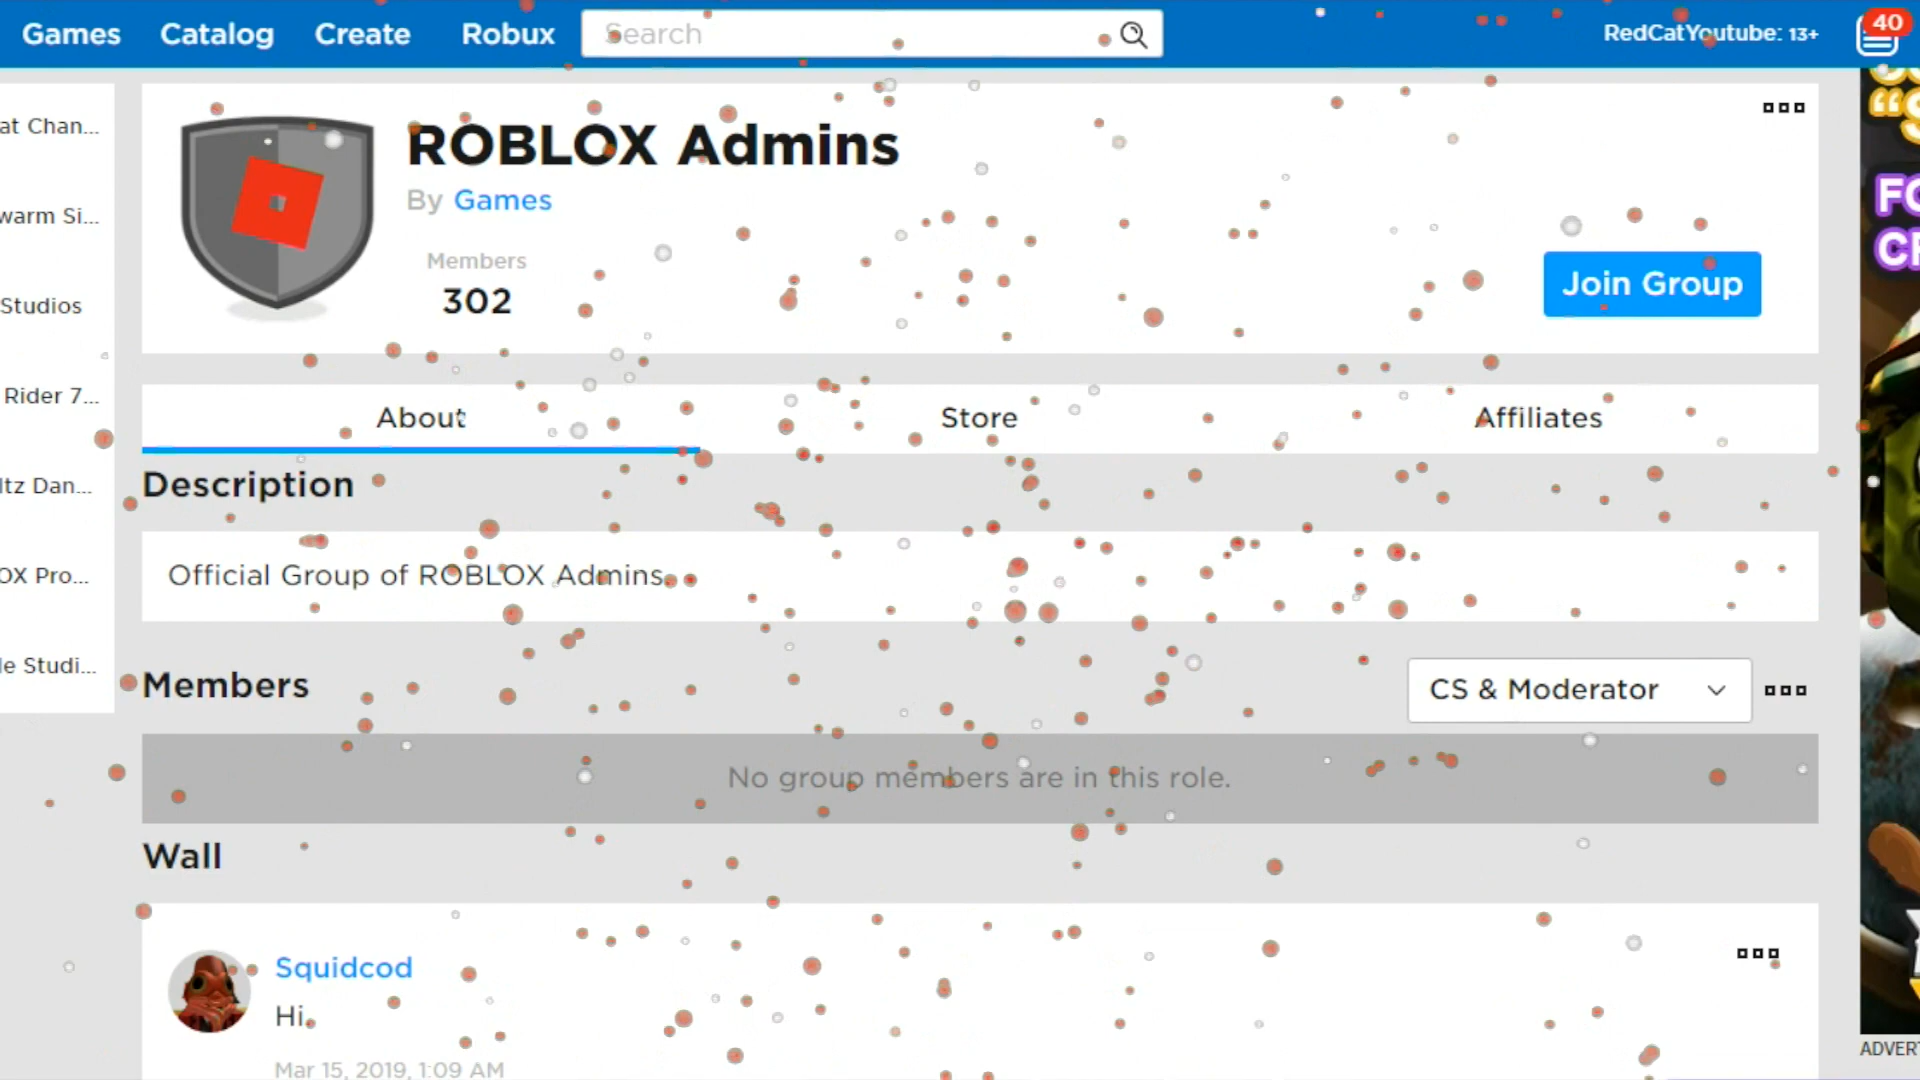 Games Catalog Create Robux Search RedCatYoutube: 13+ 40
at Chan...
warm Si...
Studios
Rider 7...
ltz Dan...
OX Pro...
le Studi...
ROBLOX Admins
By Games
Members
302
Join Group
About Store Affiliates
Description
Official Group of ROBLOX Admins.
Members
CS & Moderator
No group members are in this role.
Wall
Squidcod
Hi.
Mar 15, 2019, 1:09 AM
"S
FO
CR
ADVERT